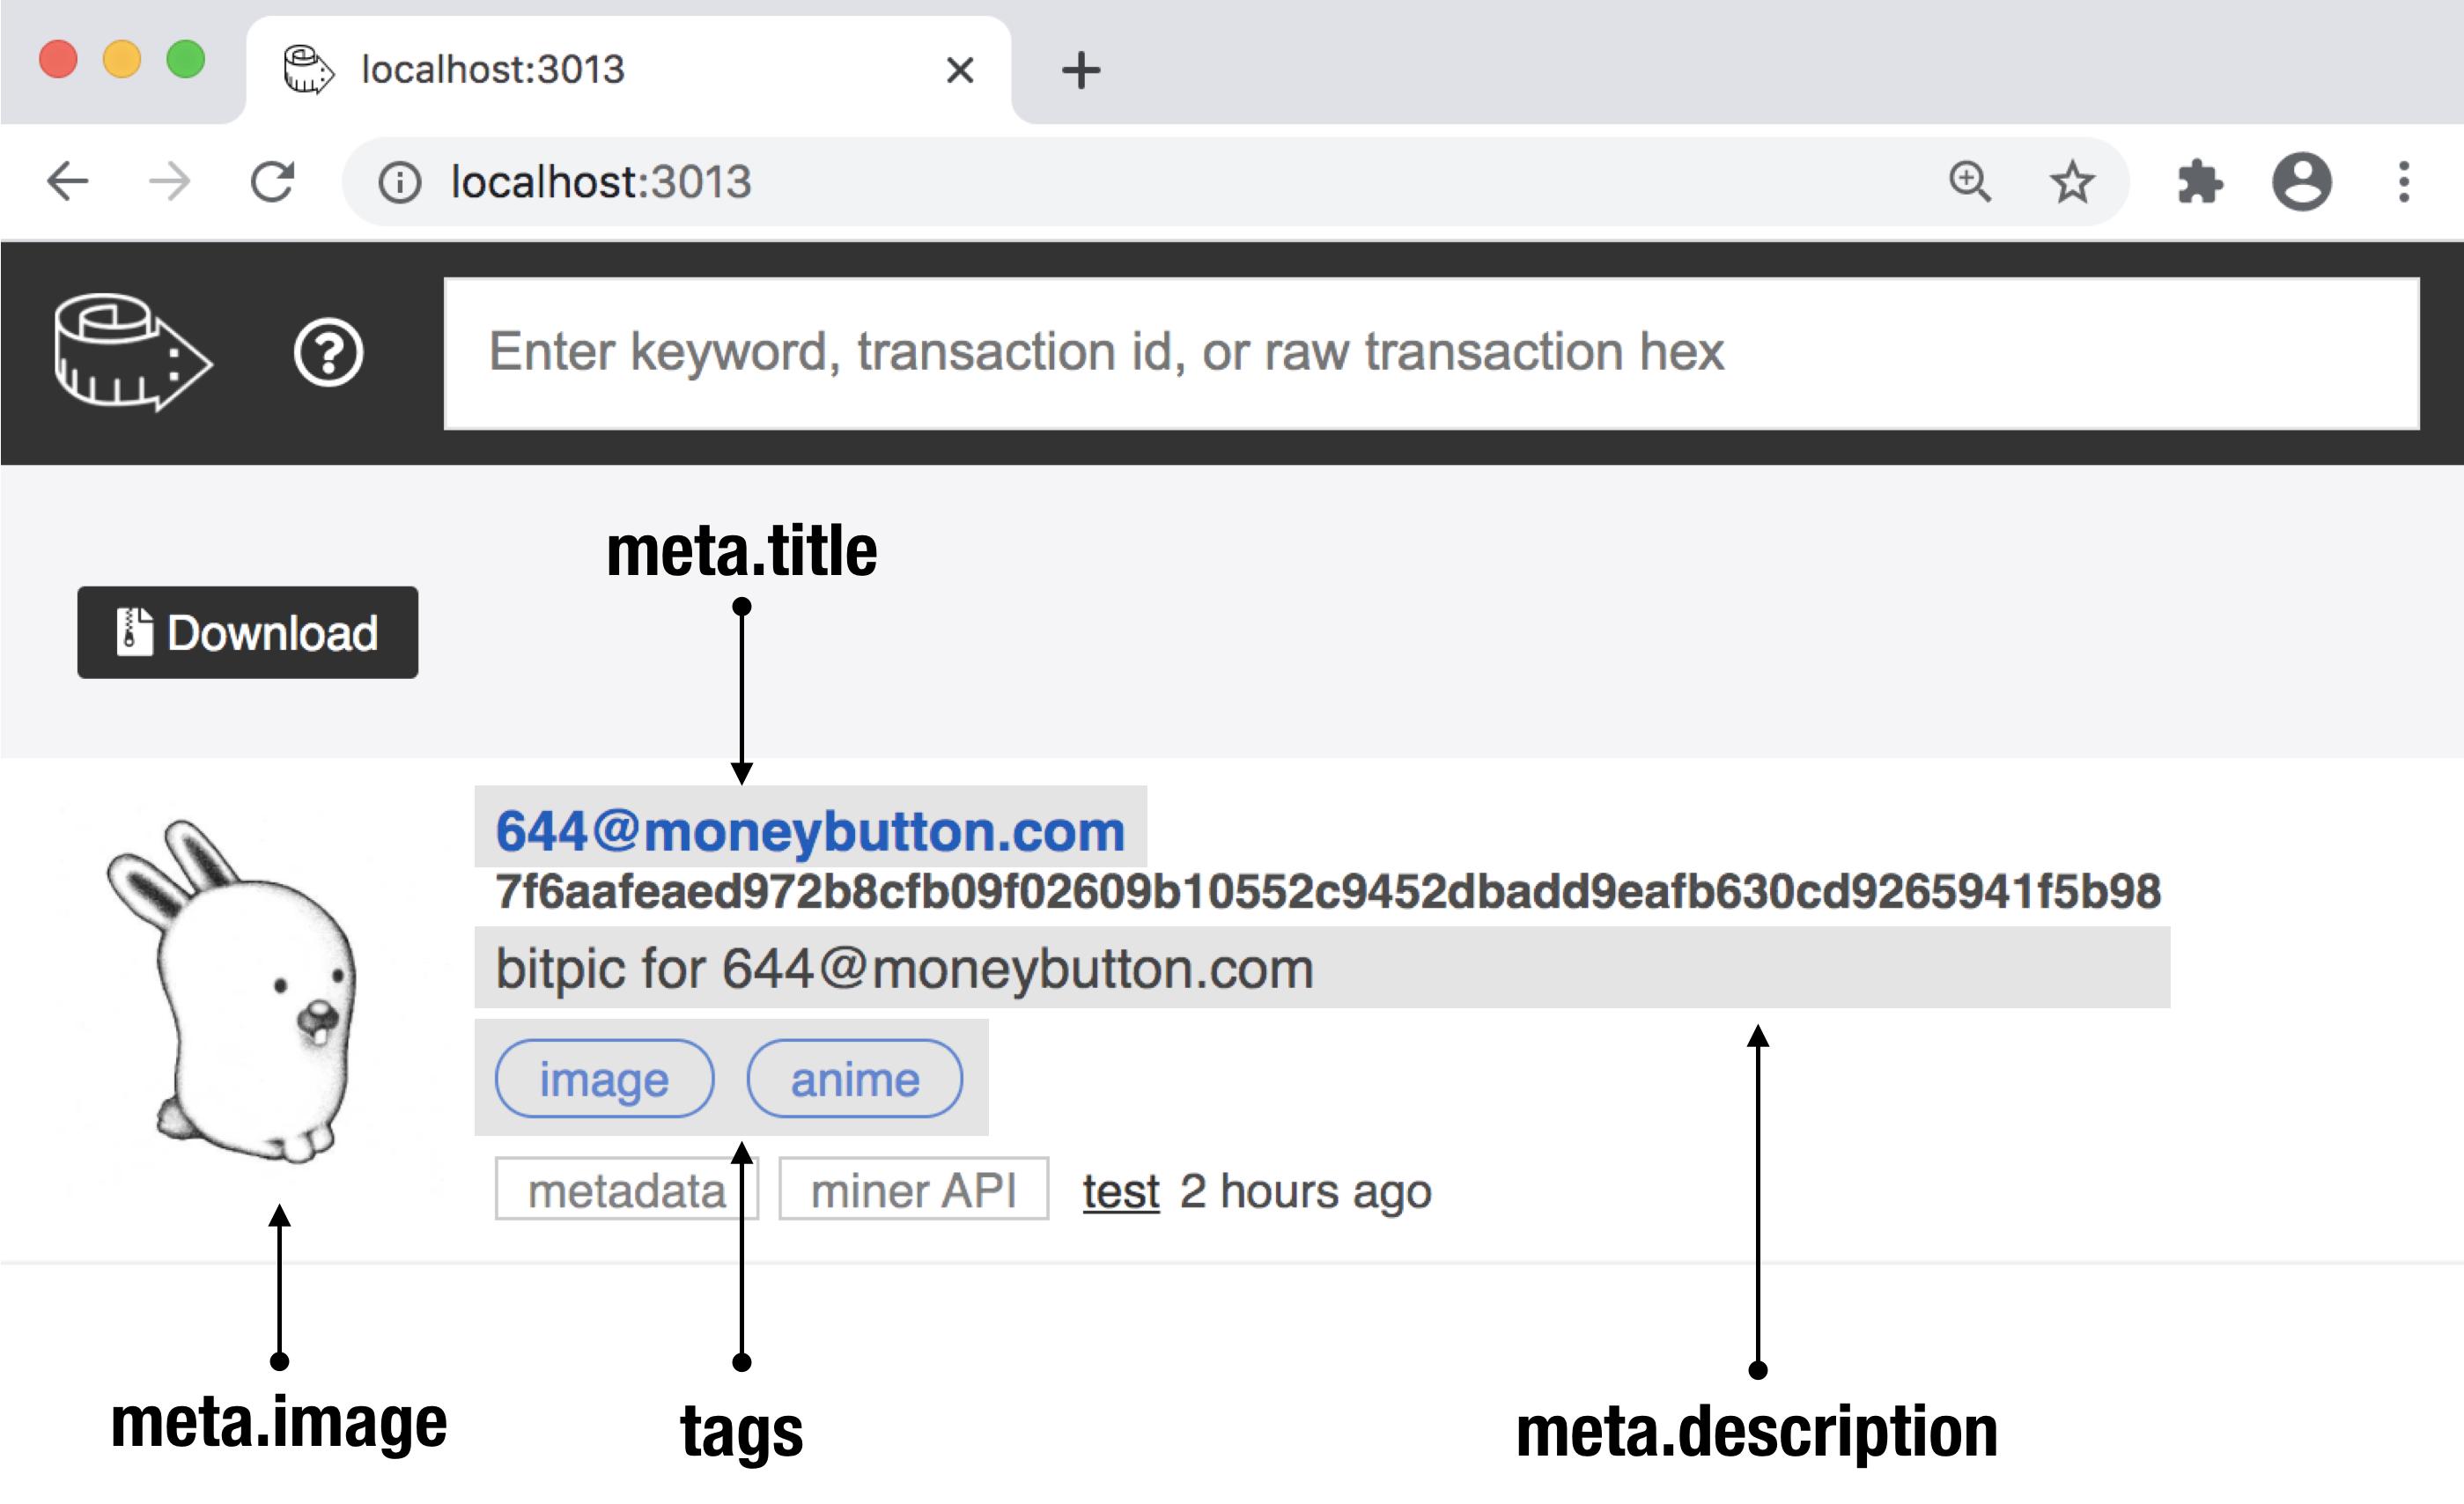 localhost:3013
localhost:3013
Enter keyword, transaction id, or raw transaction hex
meta.title
Download
644@moneybutton.com
7f6aafeaed972b8cfb09f02609b10552c9452dbadd9eafb630cd9265941f5b98
bitpic for 644@moneybutton.com
image anime
metadata miner API test 2 hours ago
meta.image tags meta.description